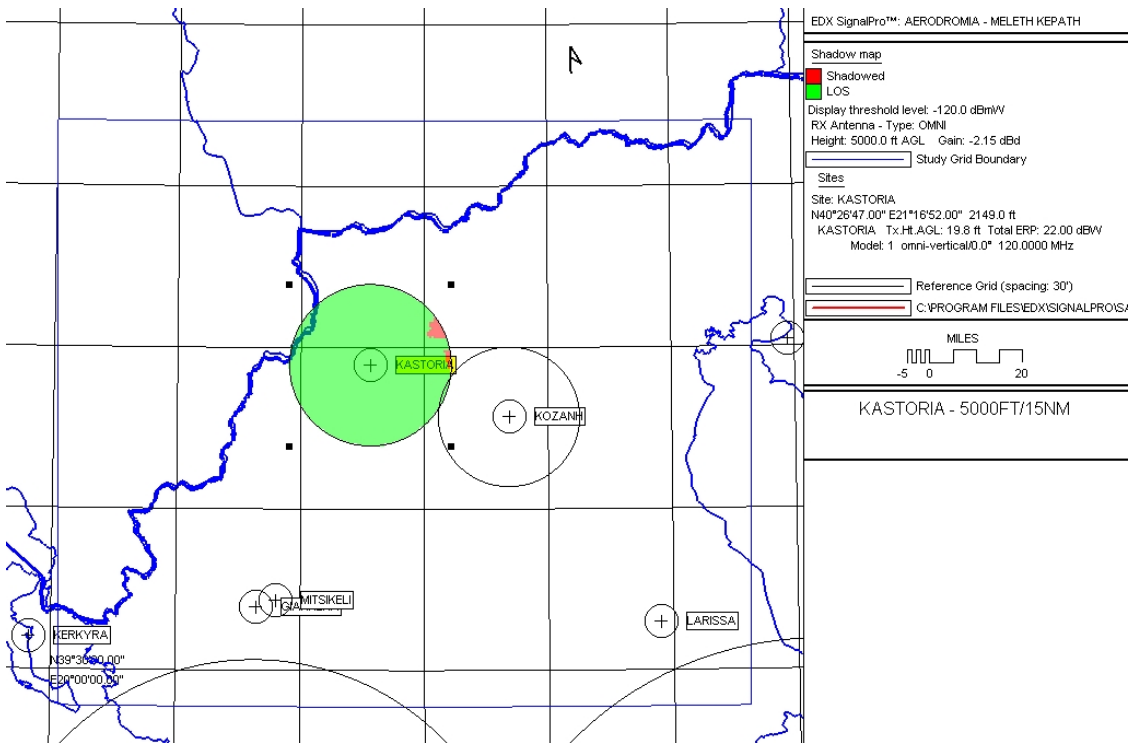 EDX SignalPro™: AERODROMIA - MELETH KEPATH
Shadow map
Shadowed
LOS
Display threshold level: -120.0 dBmW
RX Antenna - Type: OMNI
Height: 5000.0 ft AGL Gain: -2.15 dBd
Study Grid Boundary
Sites
Site: KASTORIA
N40°26'47.00" E21°16'52.00" 2149.0 ft
KASTORIA Tx.Ht.AGL: 19.8 ft Total ERP: 22.00 dBW
Model: 1 omni-vertical/0.0° 120.0000 MHz
Reference Grid (spacing: 30')
C:\PROGRAM FILES\EDX\SIGNALPRO\SA
MILES
-5 0 20
KASTORIA - 5000FT/15NM
KASTORIA
KOZANH
MITSIKELI
LARISSA
KERKYRA
N39°30'00.00"
E20°00'00.00"